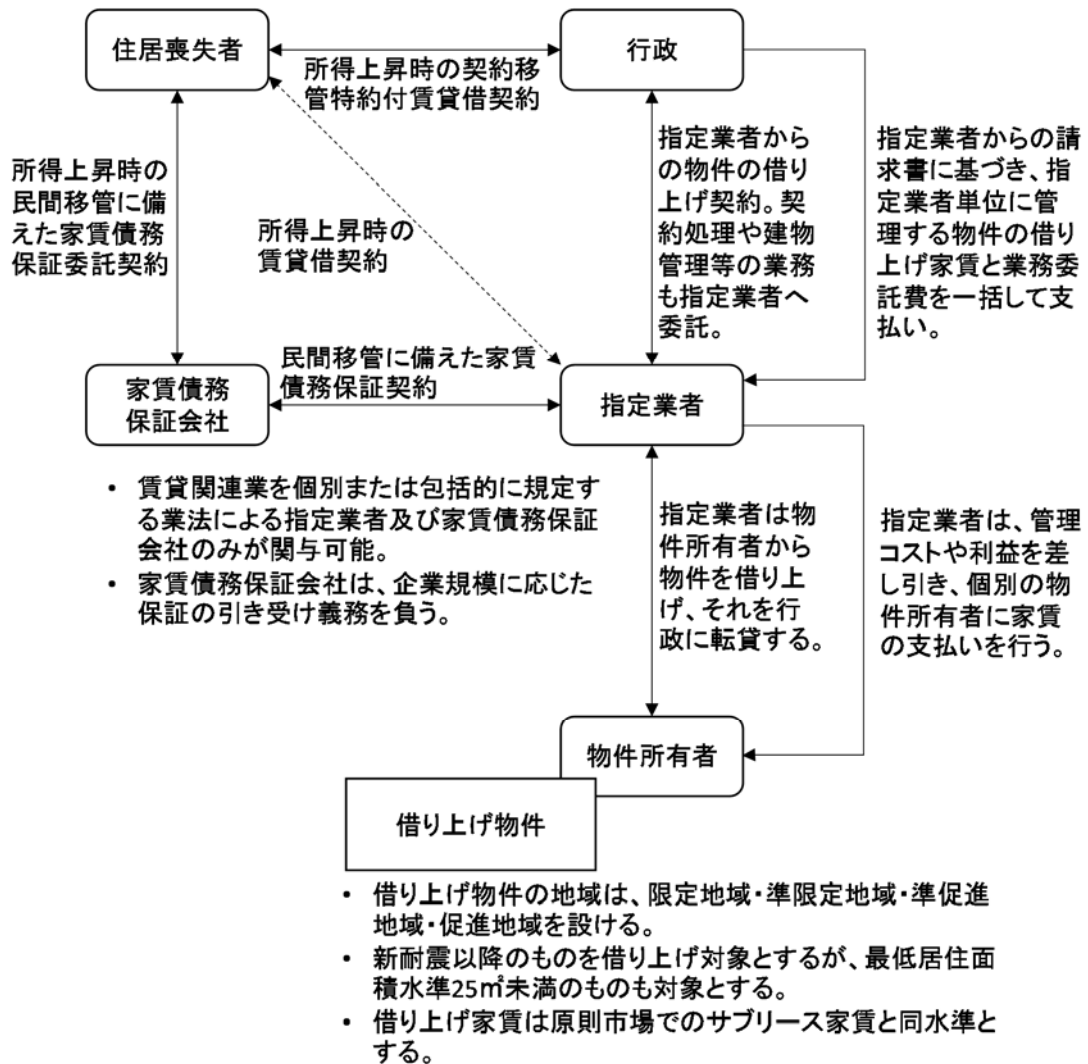 住居喪失者
行政
所得上昇時の契約移
管特約付賃貸借契約
所得上昇時の
民間移管に備
えた家賃債務
保証委託契約
所得上昇時の
賃貸借契約
指定業者から
の物件の借り
上げ契約。契
約処理や建物
管理等の業務
も指定業者へ
委託。
指定業者からの請
求書に基づき、指
定業者単位に管
理する物件の借り
上げ家賃と業務委
託費を一括して支
払い。
民間移管に備えた家賃
債務保証契約
家賃債務
保証会社
指定業者
・ 賃貸関連業を個別または包括的に規定す
る業法による指定業者及び家賃債務保証
会社のみが関与可能。
・ 家賃債務保証会社は、企業規模に応じた
保証の引き受け義務を負う。
指定業者は物
件所有者から
物件を借り上
げ、それを行
政に転貸する。
指定業者は、管理
コストや利益を差
し引き、個別の物
件所有者に家賃
の支払いを行う。
物件所有者
借り上げ物件
・ 借り上げ物件の地域は、限定地域・準限定地域・準促進
地域・促進地域を設ける。
・ 新耐震以降のものを借り上げ対象とするが、最低居住面
積水準25㎡未満のものも対象とする。
・ 借り上げ家賃は原則市場でのサブリース家賃と同水準と
する。